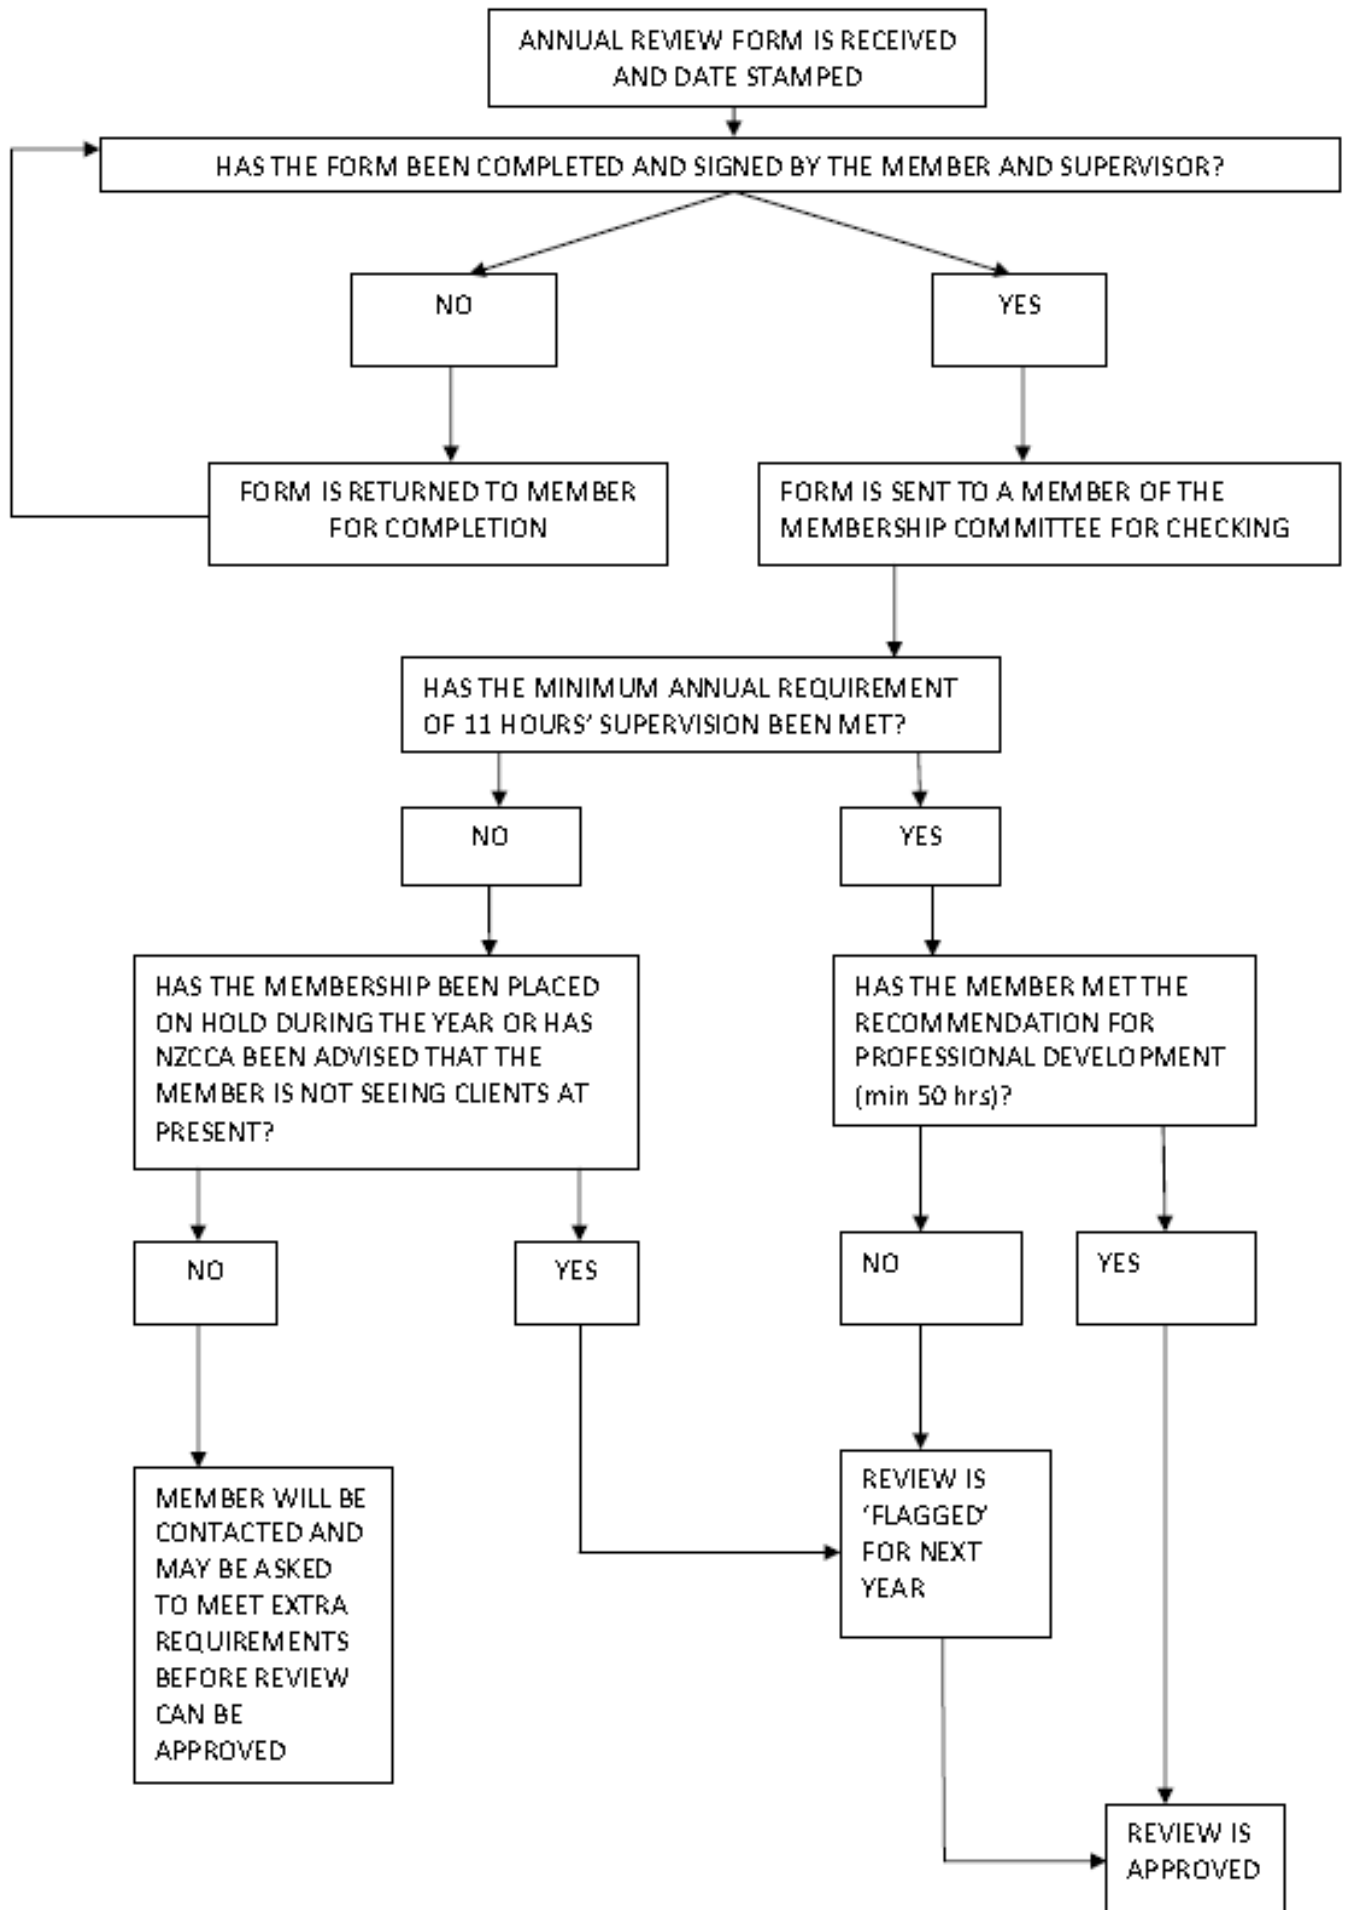 ANNUAL REVIEW FORM IS RECEIVED
AND DATE STAMPED
HAS THE FORM BEEN COMPLETED AND SIGNED BY THE MEMBER AND SUPERVISOR?
NO
YES
FORM IS RETURNED TO MEMBER
FOR COMPLETION
FORM IS SENT TO A MEMBER OF THE
MEMBERSHIP COMMITTEE FOR CHECKING
HAS THE MINIMUM ANNUAL REQUIREMENT
OF 11 HOURS’ SUPERVISION BEEN MET?
NO
YES
HAS THE MEMBERSHIP BEEN PLACED
ON HOLD DURING THE YEAR OR HAS
NZCCA BEEN ADVISED THAT THE
MEMBER IS NOT SEEING CLIENTS AT
PRESENT?
HAS THE MEMBER MET THE
RECOMMENDATION FOR
PROFESSIONAL DEVELOPMENT
(min 50 hrs)?
NO
YES
NO
YES
MEMBER WILL BE
CONTACTED AND
MAY BE ASKED
TO MEET EXTRA
REQUIREMENTS
BEFORE REVIEW
CAN BE
APPROVED
REVIEW IS
‘FLAGGED’
FOR NEXT
YEAR
REVIEW IS
APPROVED